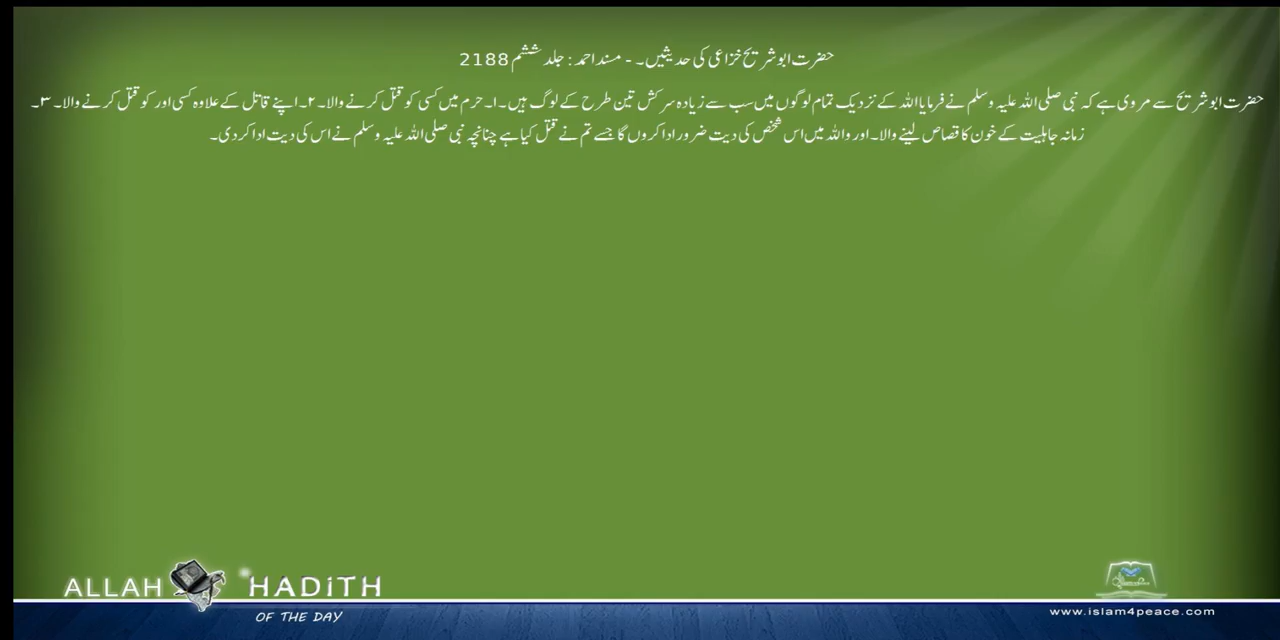 حضرت ابوشریح خزاعی کی حدیثیں۔ - مسند احمد : جلد ششم 2188
حضرت ابوشریح سے مروی ہے کہ نبی صلی اللہ علیہ وسلم نے فرمایا اللہ کے نزدیک تمام لوگوں میں سب سے زیادہ سرکش تین طرح کے لوگ ہیں۔ ۱۔ حرم میں کسی کو قتل کرنے والا۔ ۲۔ اپنے قاتل کے علاوہ کسی اور کو قتل کرنے والا۔ ۳۔
زمانہ جاہلیت کے خون کا قصاص لینے والا۔ اور واللہ میں اس شخص کی دیت ضرور ادا کروں گا جسے تم نے قتل کیا ہے چنانچہ نبی صلی اللہ علیہ وسلم نے اس کی دیت ادا کردی۔
ALLAH HADITH
OF THE DAY
www.islam4peace.com